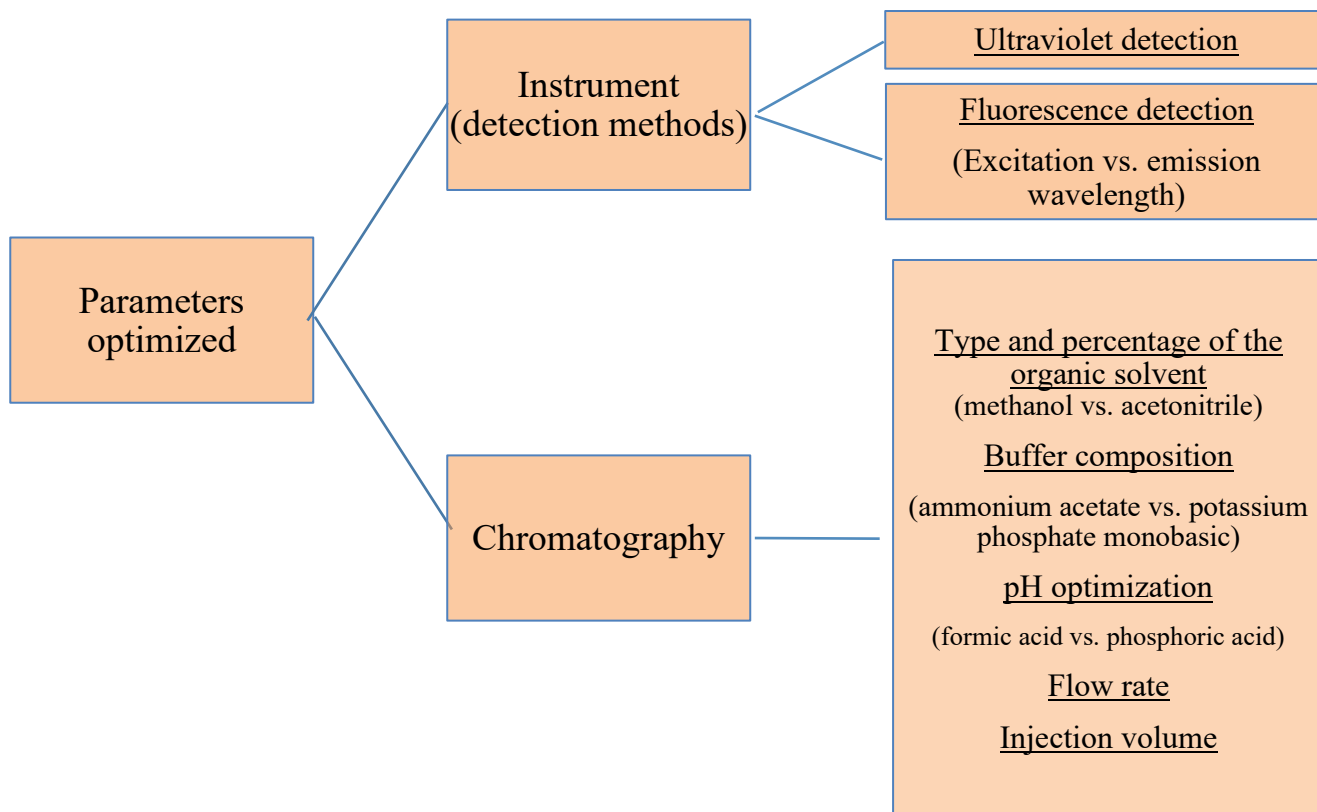 Parameters
optimized
Instrument
(detection methods)
Ultraviolet detection
Fluorescence detection
(Excitation vs. emission
wavelength)
Chromatography
Type and percentage of the
organic solvent
(methanol vs. acetonitrile)
Buffer composition
(ammonium acetate vs. potassium
phosphate monobasic)
pH optimization
(formic acid vs. phosphoric acid)
Flow rate
Injection volume